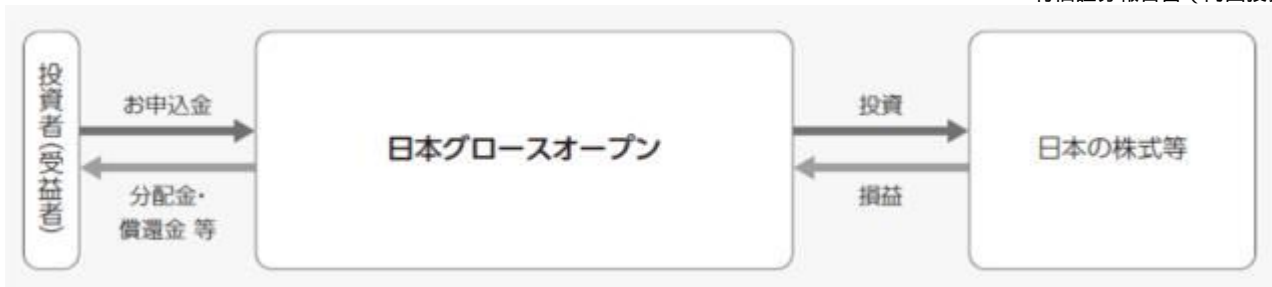 投資者(受益者)
お申込金
分配金・
償還金 等
日本グロースオープン
投資
損益
日本の株式等